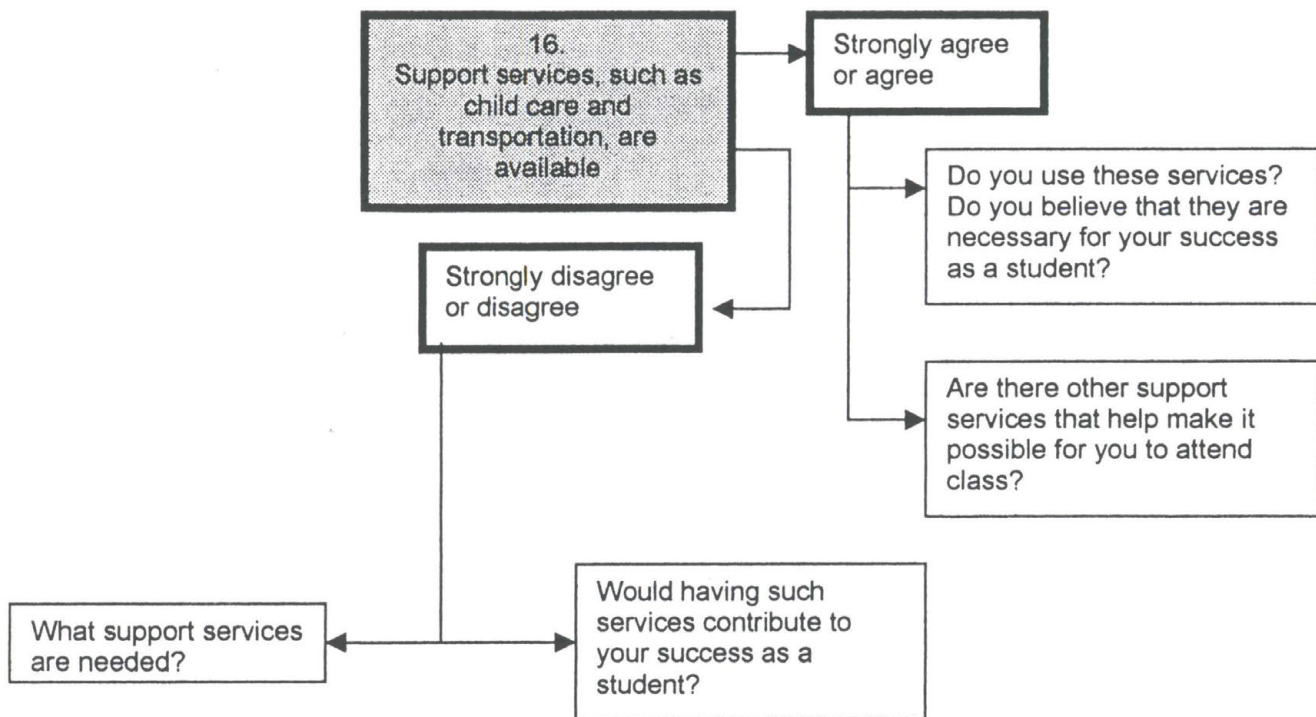 16.
Support services, such as
child care and
transportation, are
available
Strongly agree
or agree
Do you use these services?
Do you believe that they are
necessary for your success
as a student?
Strongly disagree
or disagree
Are there other support
services that help make it
possible for you to attend
class?
What support services
are needed?
Would having such
services contribute to
your success as a
student?